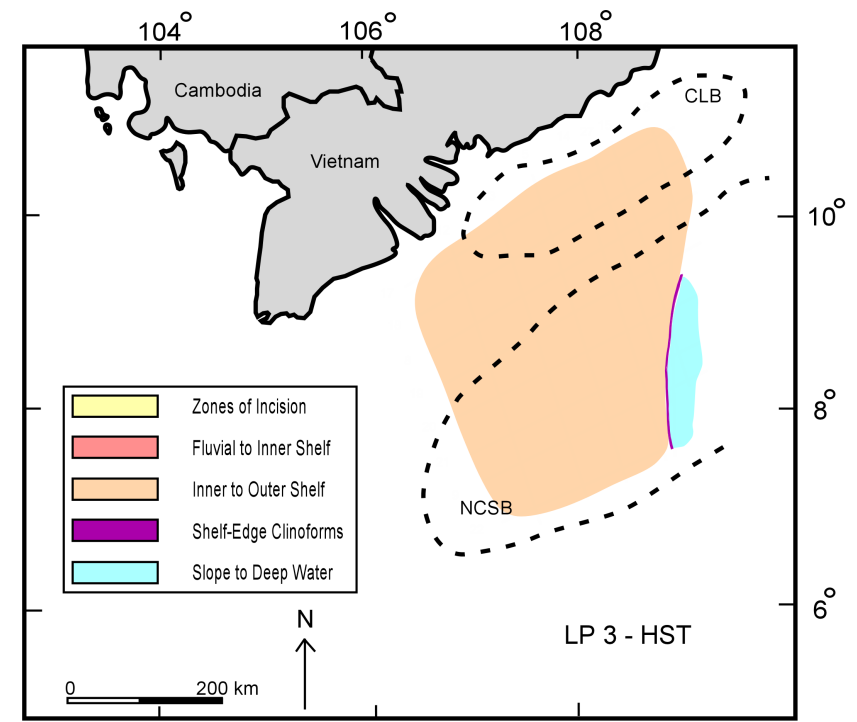 104°
106°
108°
Cambodia
CLB
Vietnam
10°
Zones of Incision
8°
Fluvial to Inner Shelf
Inner to Outer Shelf
NCSB
Shelf-Edge Clinoforms
Slope to Deep Water
6°
N
LP 3 - HST
0
200 km